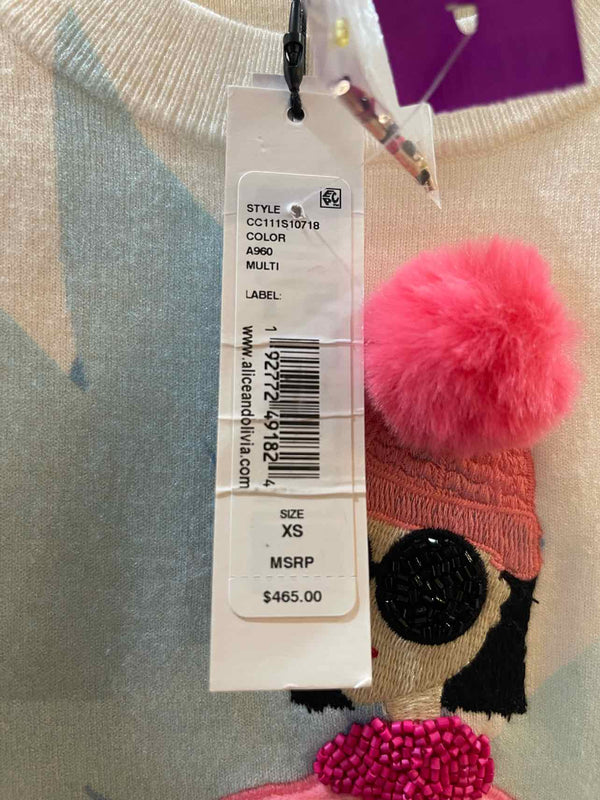 STYLE
CC111S10718
COLOR
A960
MULTI
LABEL:
1 92772 49182 4
www.aliceandolivia.com
SIZE
XS
MSRP
$465.00